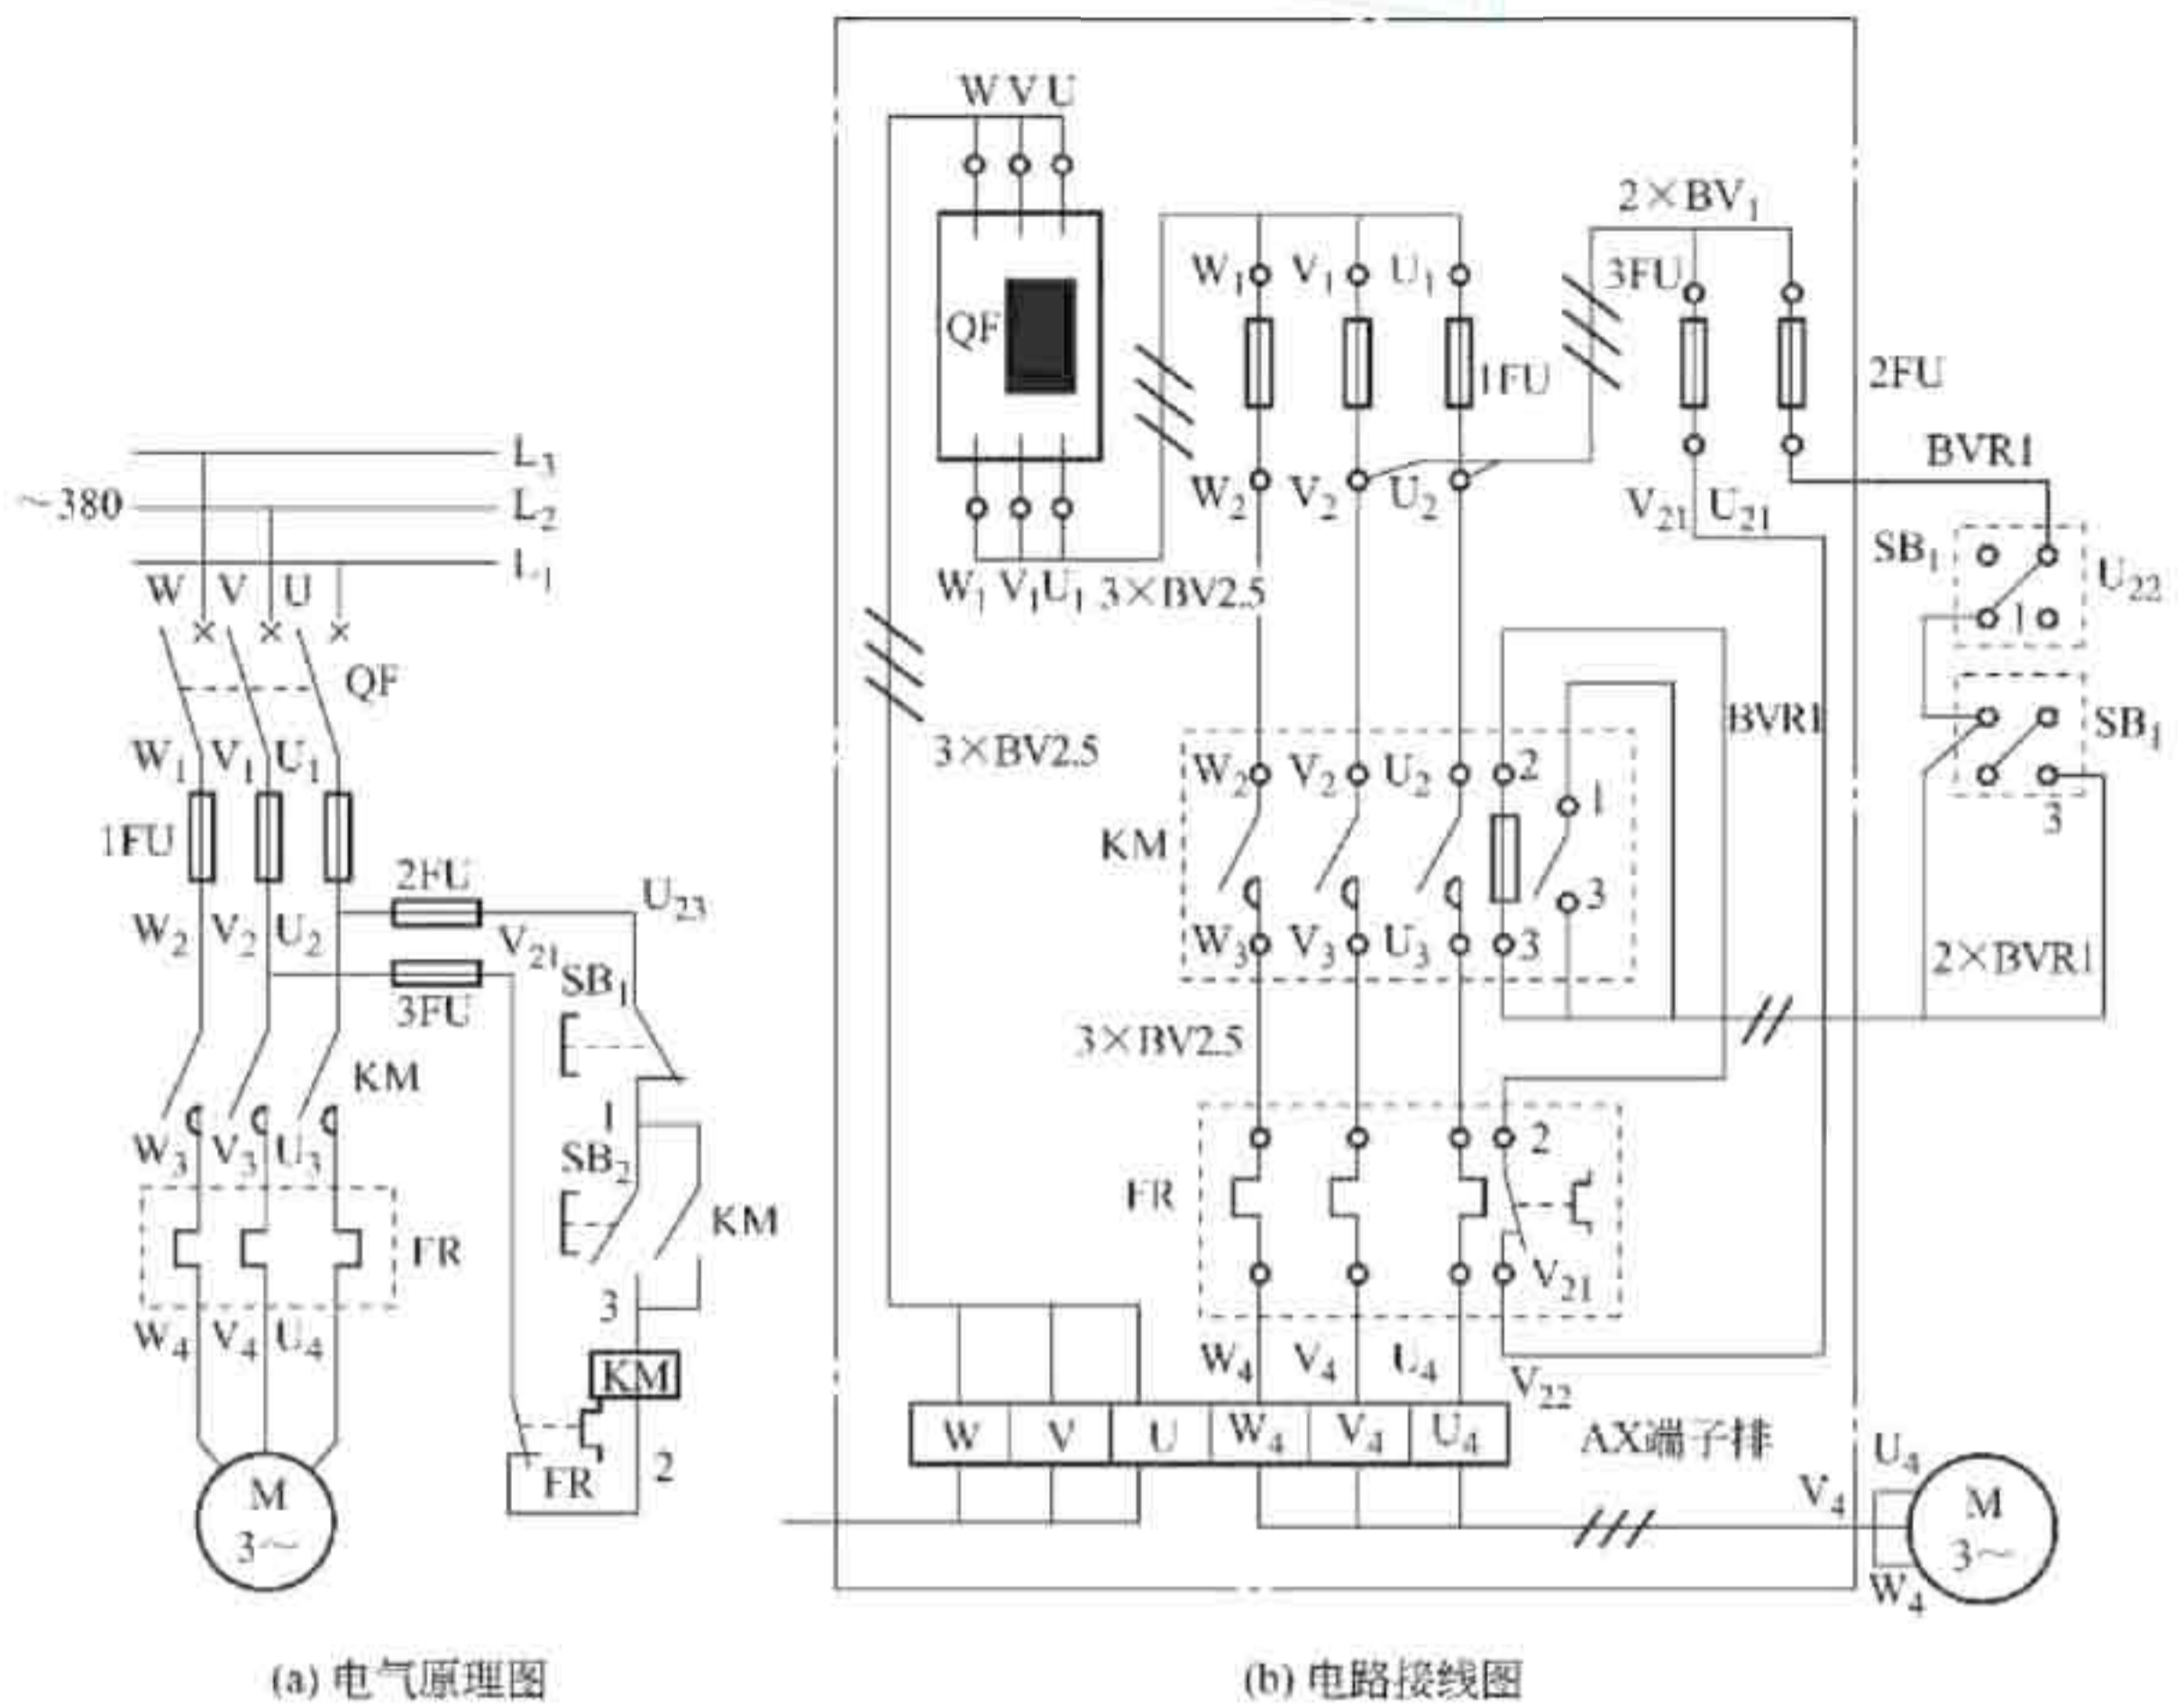 L₃
~380
L₂
L₁
W V U
QF
W₁ V₁ U₁
1FU
2FU
U₂₃
W₂ V₂ U₂
V₂₁
3FU
SB₁
KM
1
W₃ V₃ U₃
SB₂
KM
FR
3
W₄ V₄ U₄
KM
FR
2
M
3~
(a) 电气原理图
W V U
2×BV₁
W₁ V₁ U₁
3FU
QF
1FU
2FU
BVR1
W₂ V₂ U₂
V₂₁ U₂₁
SB₁
U₂₂
1
W₁ V₁ U₁ 3×BV2.5
SB₁
3
BVR1
3×BV2.5
W₂ V₂ U₂ 2
1
KM
3
W₃ V₃ U₃ 3
2×BVR1
3×BV2.5
2
FR
V₂₁
W₄ V₄ U₄
V₂₂
W V U W₄ V₄ U₄
AX端子排
U₄
V₄
M
3~
W₄
(b) 电路接线图